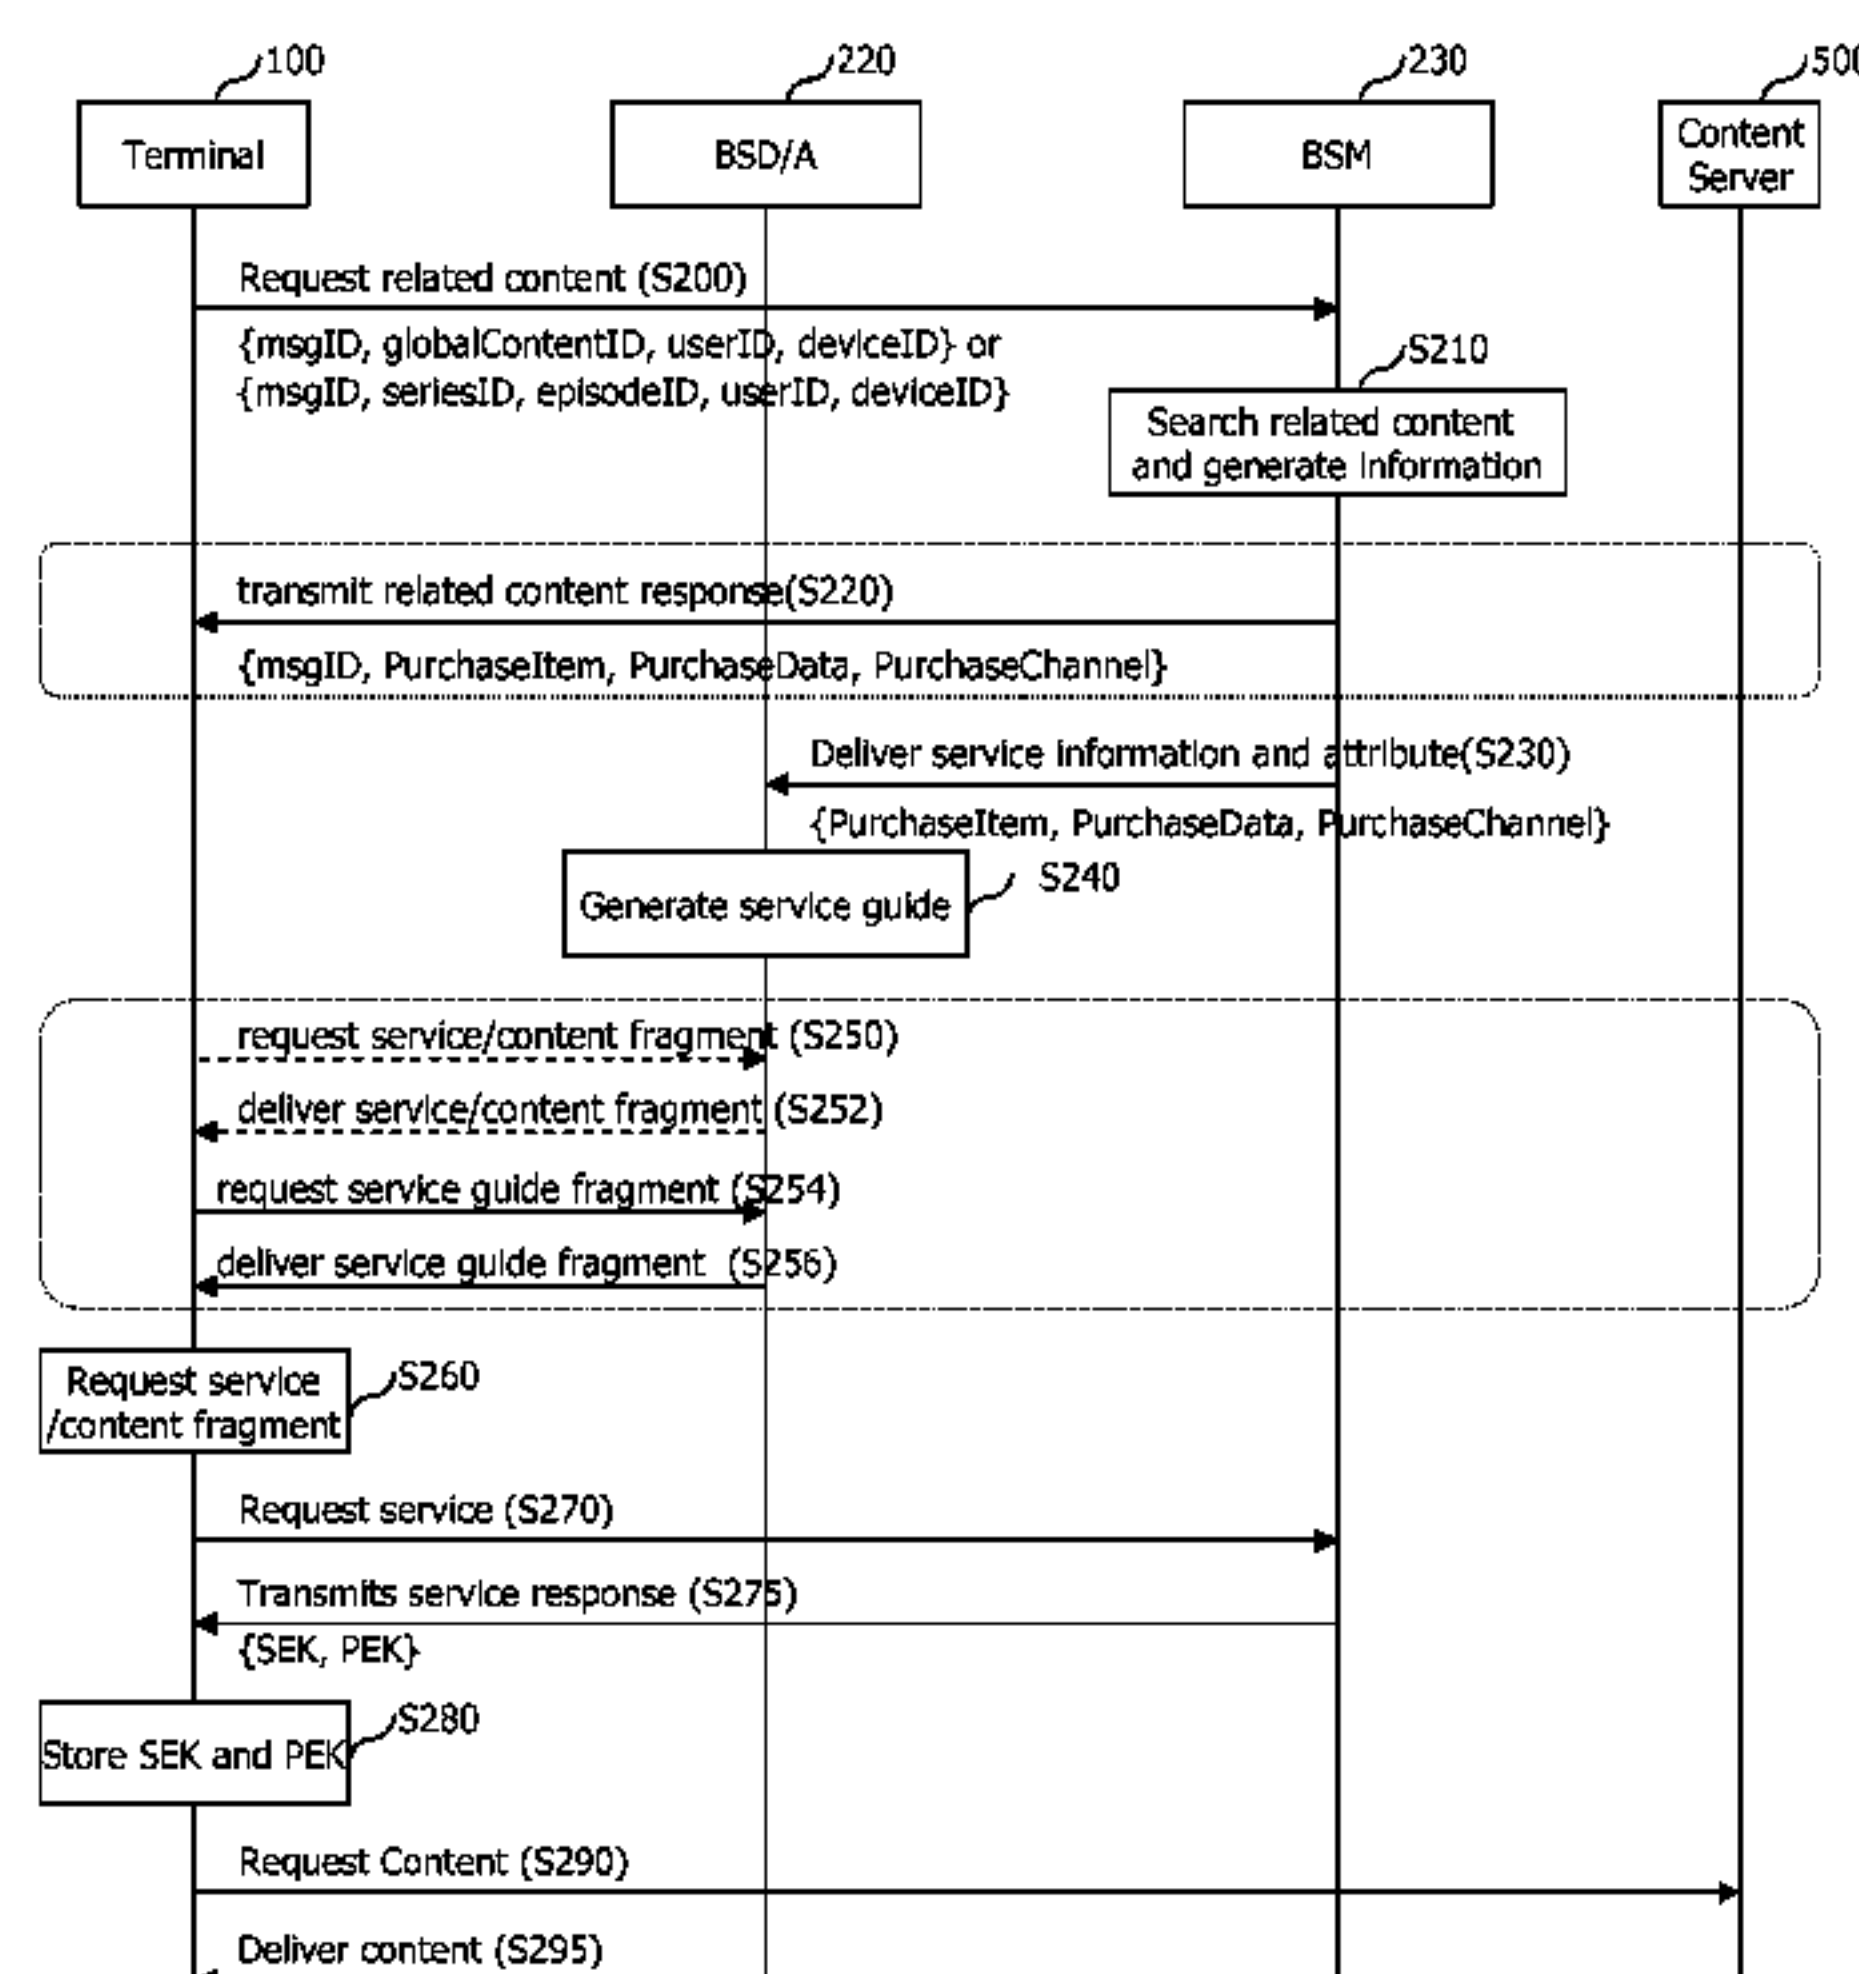 100
220
230
500
Terminal
BSD/A
BSM
Content
Server
Request related content (S200)
{msgID, globalContentID, userID, deviceID} or
{msgID, seriesID, episodeID, userID, deviceID}
S210
Search related content
and generate information
transmit related content response(S220)
{msgID, PurchaseItem, PurchaseData, PurchaseChannel}
Deliver service information and attribute(S230)
{PurchaseItem, PurchaseData, PurchaseChannel}
S240
Generate service guide
request service/content fragment (S250)
deliver service/content fragment (S252)
request service guide fragment (S254)
deliver service guide fragment (S256)
S260
Request service
/content fragment
Request service (S270)
Transmits service response (S275)
{SEK, PEK}
S280
Store SEK and PEK
Request Content (S290)
Deliver content (S295)